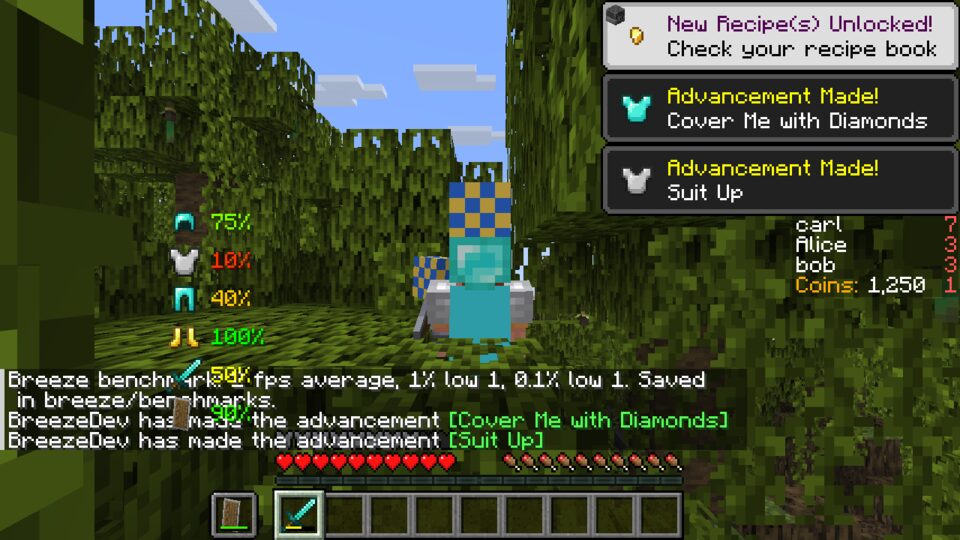 New Recipe(s) Unlocked!
Check your recipe book
Advancement Made!
Cover Me with Diamonds
Advancement Made!
Suit Up
carl 7
Alice 3
bob 3
Coins: 1,250 1
75%
10%
40%
100%
50%
90%
Breeze benchmark: fps average, 1% low 1, 0.1% low 1. Saved
in breeze/benchmarks.
BreezeDev has made the advancement [Cover Me with Diamonds]
BreezeDev has made the advancement [Suit Up]